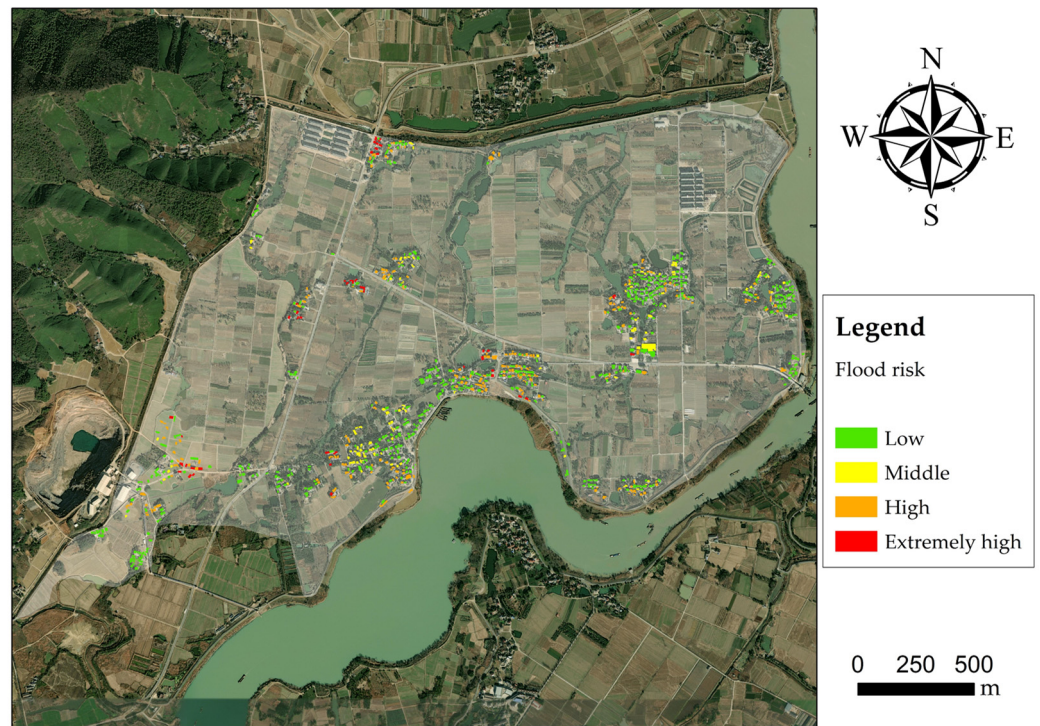 N
W E
S
Legend
Flood risk
Low
Middle
High
Extremely high
0 250 500
m